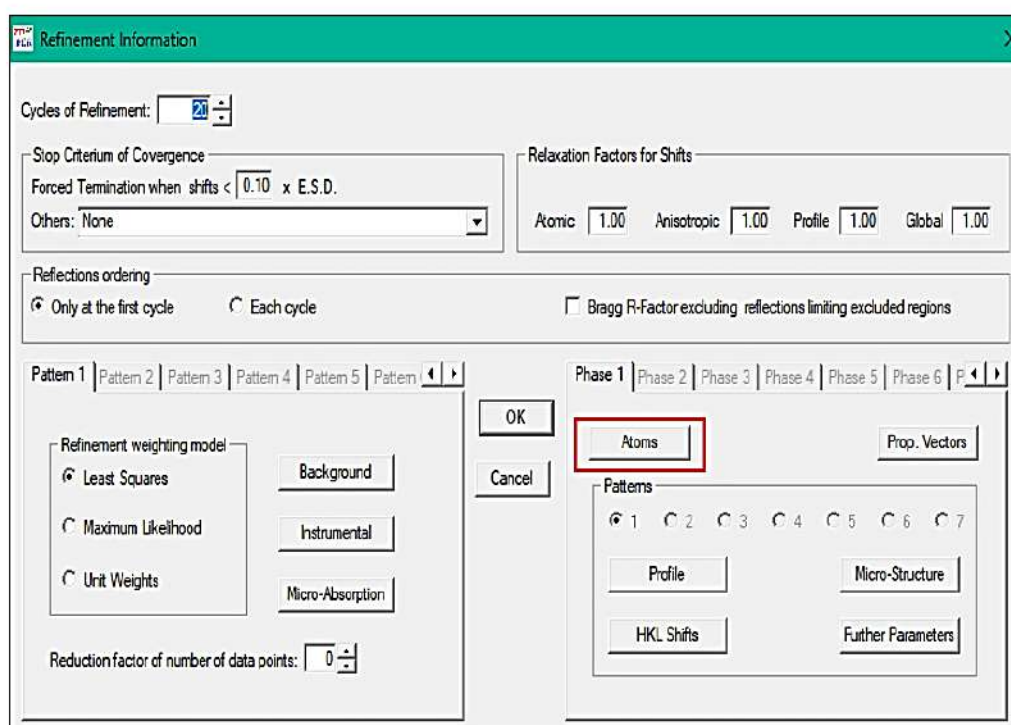 Refinement Information
Cycles of Refinement: 20
Stop Criterium of Covergence
Forced Termination when shifts < 0.10 x E.S.D.
Others: None
Relaxation Factors for Shifts
Atomic 1.00 Anisotropic 1.00 Profile 1.00 Global 1.00
Reflections ordering
Only at the first cycle Each cycle Bragg R-Factor excluding reflections limiting excluded regions
Pattern 1 Pattern 2 Pattern 3 Pattern 4 Pattern 5 Pattern
Refinement weighting model
Least Squares
Maximum Likelihood
Unit Weights
Background
Instrumental
Micro-Absorption
Reduction factor of number of data points: 0
OK
Cancel
Phase 1 Phase 2 Phase 3 Phase 4 Phase 5 Phase 6 P
Atoms Prop. Vectors
Patterns
1 2 3 4 5 6 7
Profile Micro-Structure
HKL Shifts Further Parameters